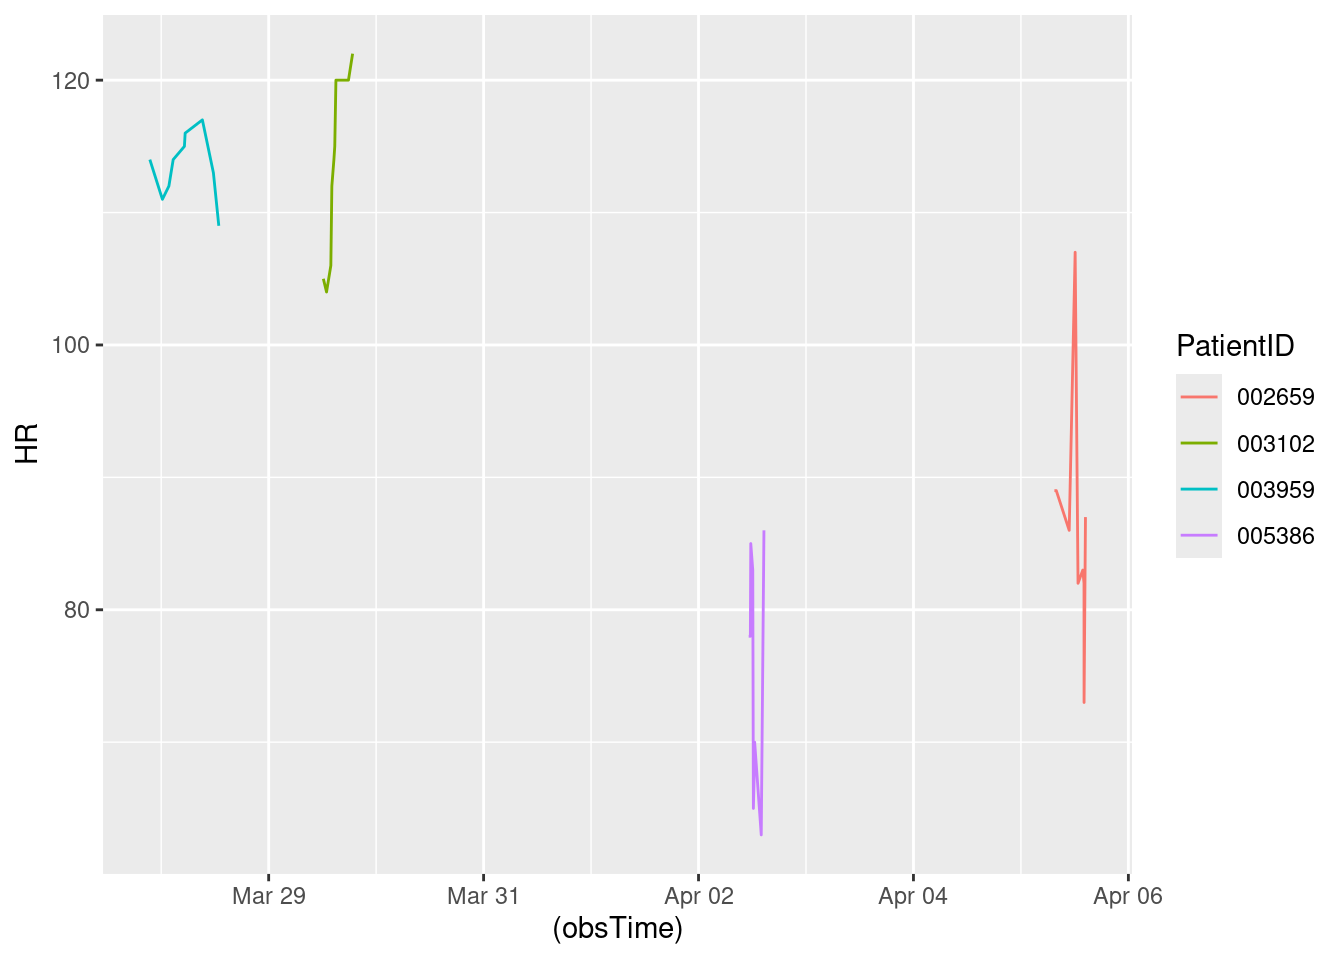 120
100
80
HR
Mar 29
Mar 31
Apr 02
Apr 04
Apr 06
(obsTime)
PatientID
002659
003102
003959
005386